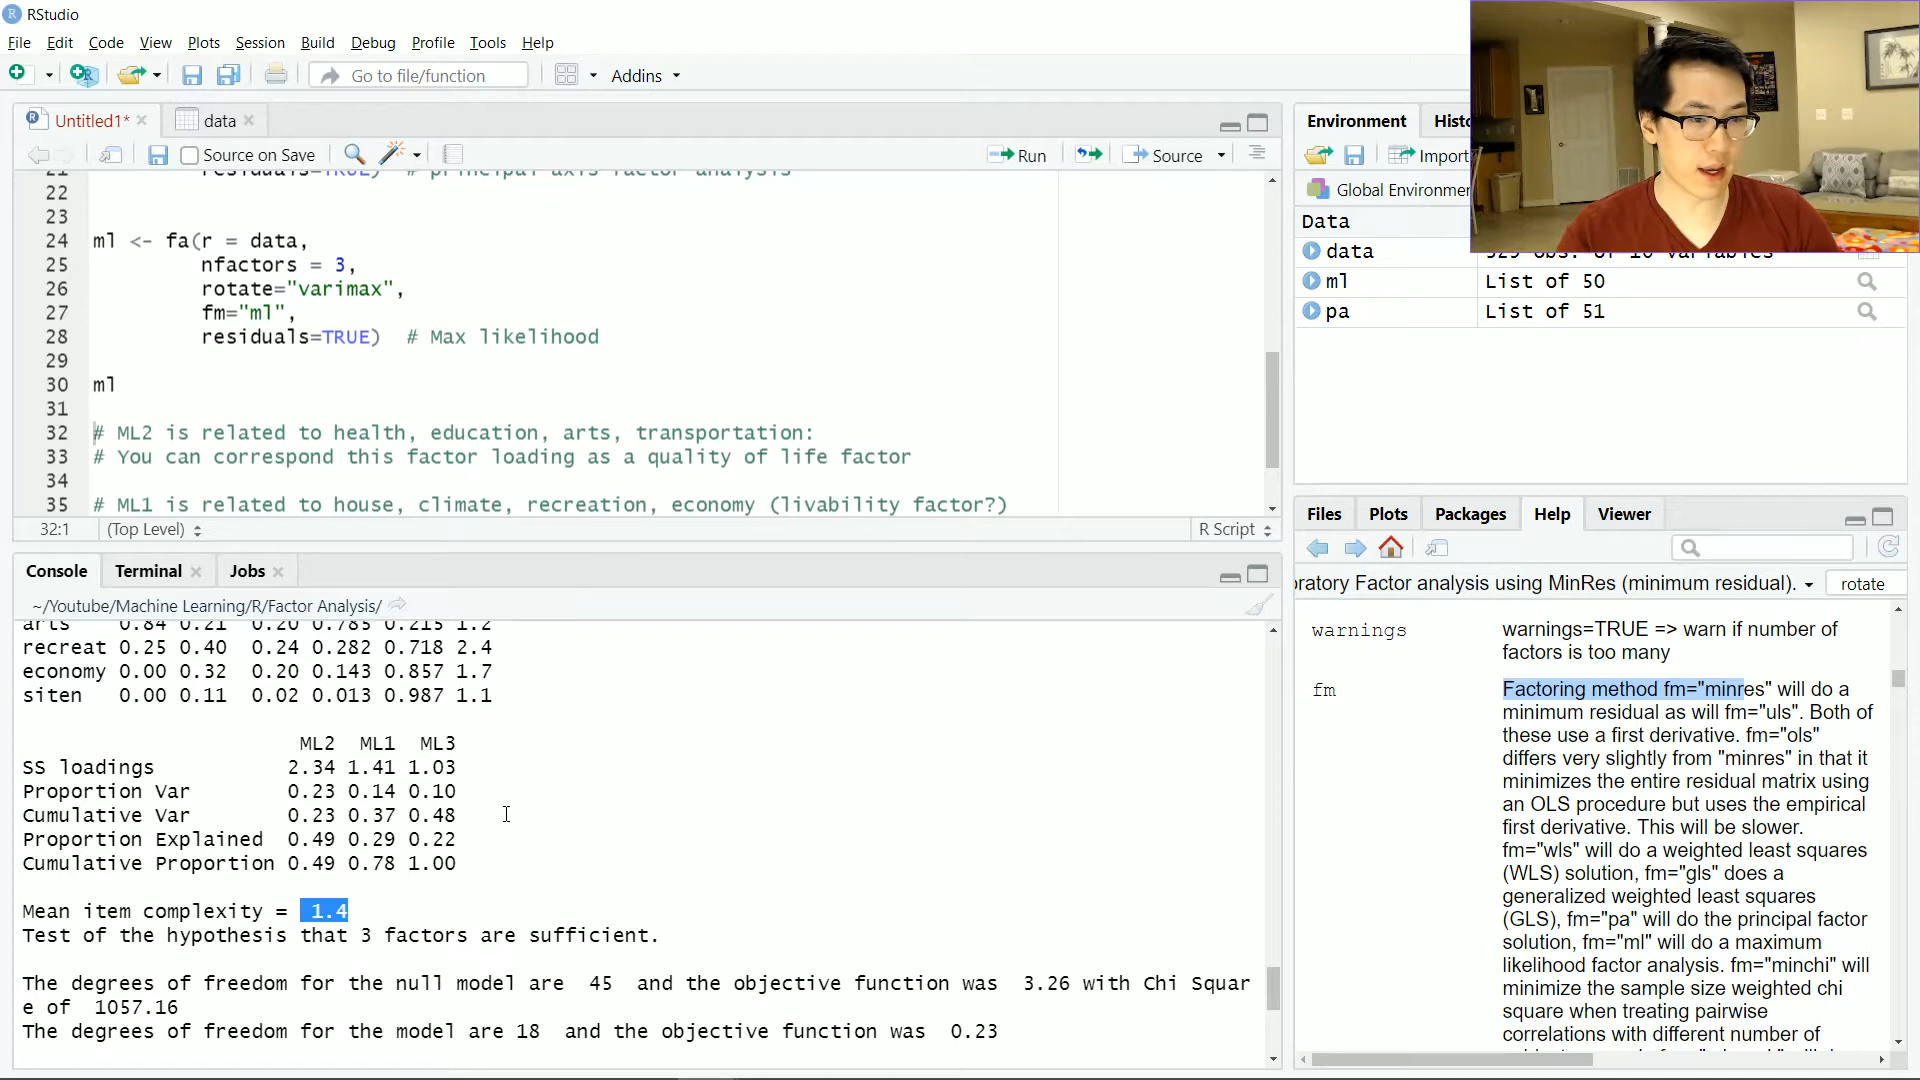 RStudio
File Edit Code View Plots Session Build Debug Profile Tools Help
Go to file/function Addins
Untitled1* data
Source on Save Run Source
21 residuals=TRUE) # principal axis factor analysis
22
23
24 ml <- fa(r = data,
25 nfactors = 3,
26 rotate="varimax",
27 fm="ml",
28 residuals=TRUE) # Max likelihood
29
30 ml
31
32 # ML2 is related to health, education, arts, transportation:
33 # You can correspond this factor loading as a quality of life factor
34
35 # ML1 is related to house, climate, recreation, economy (livability factor?)
32:1 (Top Level) R Script
Console Terminal Jobs
~/Youtube/Machine Learning/R/Factor Analysis/
arts 0.84 0.21 0.20 0.785 0.215 1.2
recreat 0.25 0.40 0.24 0.282 0.718 2.4
economy 0.00 0.32 0.20 0.143 0.857 1.7
siten 0.00 0.11 0.02 0.013 0.987 1.1
ML2 ML1 ML3
SS loadings 2.34 1.41 1.03
Proportion Var 0.23 0.14 0.10
Cumulative Var 0.23 0.37 0.48
Proportion Explained 0.49 0.29 0.22
Cumulative Proportion 0.49 0.78 1.00
Mean item complexity = 1.4
Test of the hypothesis that 3 factors are sufficient.
The degrees of freedom for the null model are 45 and the objective function was 3.26 with Chi Squar
e of 1057.16
The degrees of freedom for the model are 18 and the objective function was 0.23
Environment Histo
Import
Global Environmen
Data
data 329 obs. of 10 variables
ml List of 50
pa List of 51
Files Plots Packages Help Viewer
oratory Factor analysis using MinRes (minimum residual). rotate
warnings warnings=TRUE => warn if number of
factors is too many
fm Factoring method fm="minres" will do a
minimum residual as will fm="uls". Both of
these use a first derivative. fm="ols"
differs very slightly from "minres" in that it
minimizes the entire residual matrix using
an OLS procedure but uses the empirical
first derivative. This will be slower.
fm="wls" will do a weighted least squares
(WLS) solution, fm="gls" does a
generalized weighted least squares
(GLS), fm="pa" will do the principal factor
solution, fm="ml" will do a maximum
likelihood factor analysis. fm="minchi" will
minimize the sample size weighted chi
square when treating pairwise
correlations with different number of